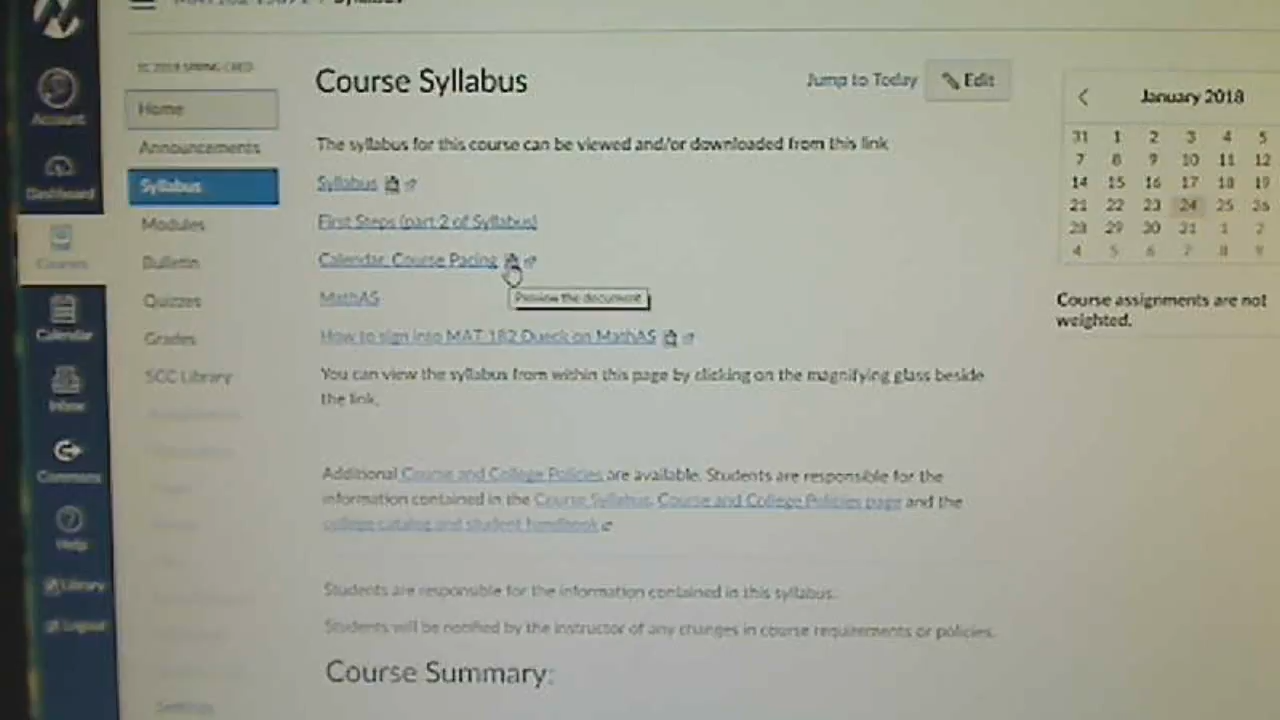 Syllabus
Account
Dashboard
Courses
Calendar
Inbox
Commons
Help
Library
Logout
Home
Announcements
Syllabus
Modules
Bulletin
Quizzes
Grades
SCC Library
Settings
Course Syllabus
Jump to Today
Edit
The syllabus for this course can be viewed and/or downloaded from this link
Syllabus
First Steps (part 2 of Syllabus)
Calendar, Course Pacing
Preview the document
MathAS
How to sign into MAT 182 Dueck on MathAS
You can view the syllabus from within this page by clicking on the magnifying glass beside
the link.
Additional Course and College Policies are available. Students are responsible for the
information contained in the Course Syllabus, Course and College Policies page and the
college catalog and student handbook
Students are responsible for the information contained in this syllabus.
Students will be notified by the instructor of any changes in course requirements or policies.
Course Summary:
January 2018
31 1 2 3 4 5
7 8 9 10 11 12
14 15 16 17 18 19
21 22 23 24 25 26
28 29 30 31 1 2
4 5 6 7 8 9
Course assignments are not
weighted.